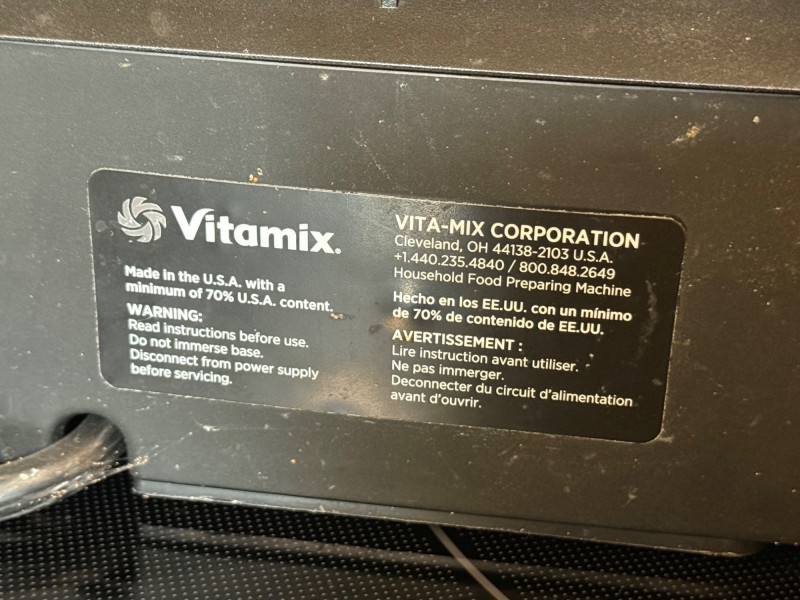 Vitamix.
Made in the U.S.A. with a
minimum of 70% U.S.A. content.
WARNING:
Read instructions before use.
Do not immerse base.
Disconnect from power supply
before servicing.
VITA-MIX CORPORATION
Cleveland, OH 44138-2103 U.S.A.
+1.440.235.4840 / 800.848.2649
Household Food Preparing Machine
Hecho en los EE.UU. con un mínimo
de 70% de contenido de EE.UU.
AVERTISSEMENT :
Lire instruction avant utiliser.
Ne pas immerger.
Deconnecter du circuit d'alimentation
avant d'ouvrir.